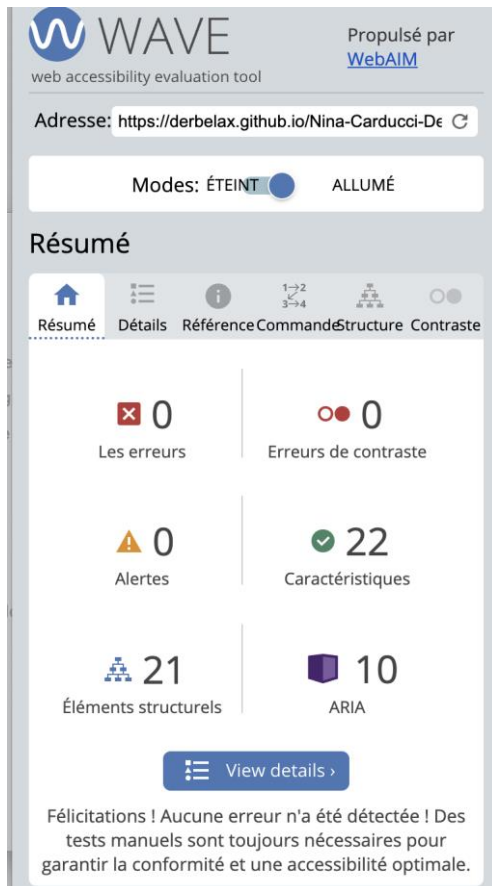 WAVE
web accessibility evaluation tool
Propulsé par
WebAIM
Adresse: https://derbelax.github.io/Nina-Carducci-De
Modes: ÉTEINT ALLUMÉ
Résumé
1→2
3→4
Résumé Détails Référence Commande Structure Contraste
0 0
Les erreurs Erreurs de contraste
0 22
Alertes Caractéristiques
21 10
Éléments structurels ARIA
View details ›
Félicitations ! Aucune erreur n'a été détectée ! Des
tests manuels sont toujours nécessaires pour
garantir la conformité et une accessibilité optimale.